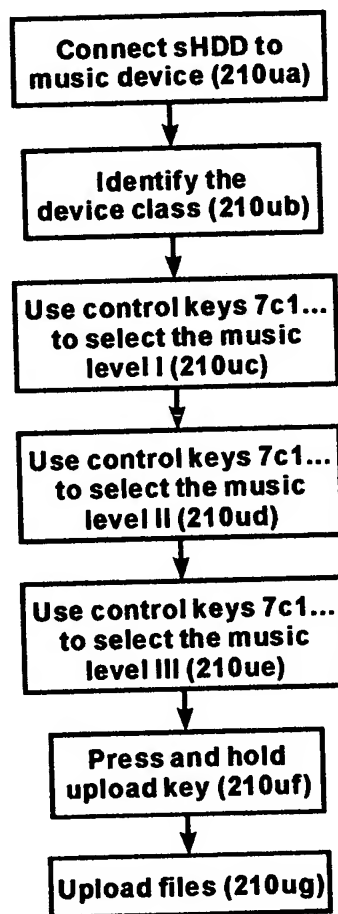 Connect sHDD to
music device (210ua)
Identify the
device class (210ub)
Use control keys 7c1...
to select the music
level I (210uc)
Use control keys 7c1...
to select the music
level II (210ud)
Use control keys 7c1...
to select the music
level III (210ue)
Press and hold
upload key (210uf)
Upload files (210ug)